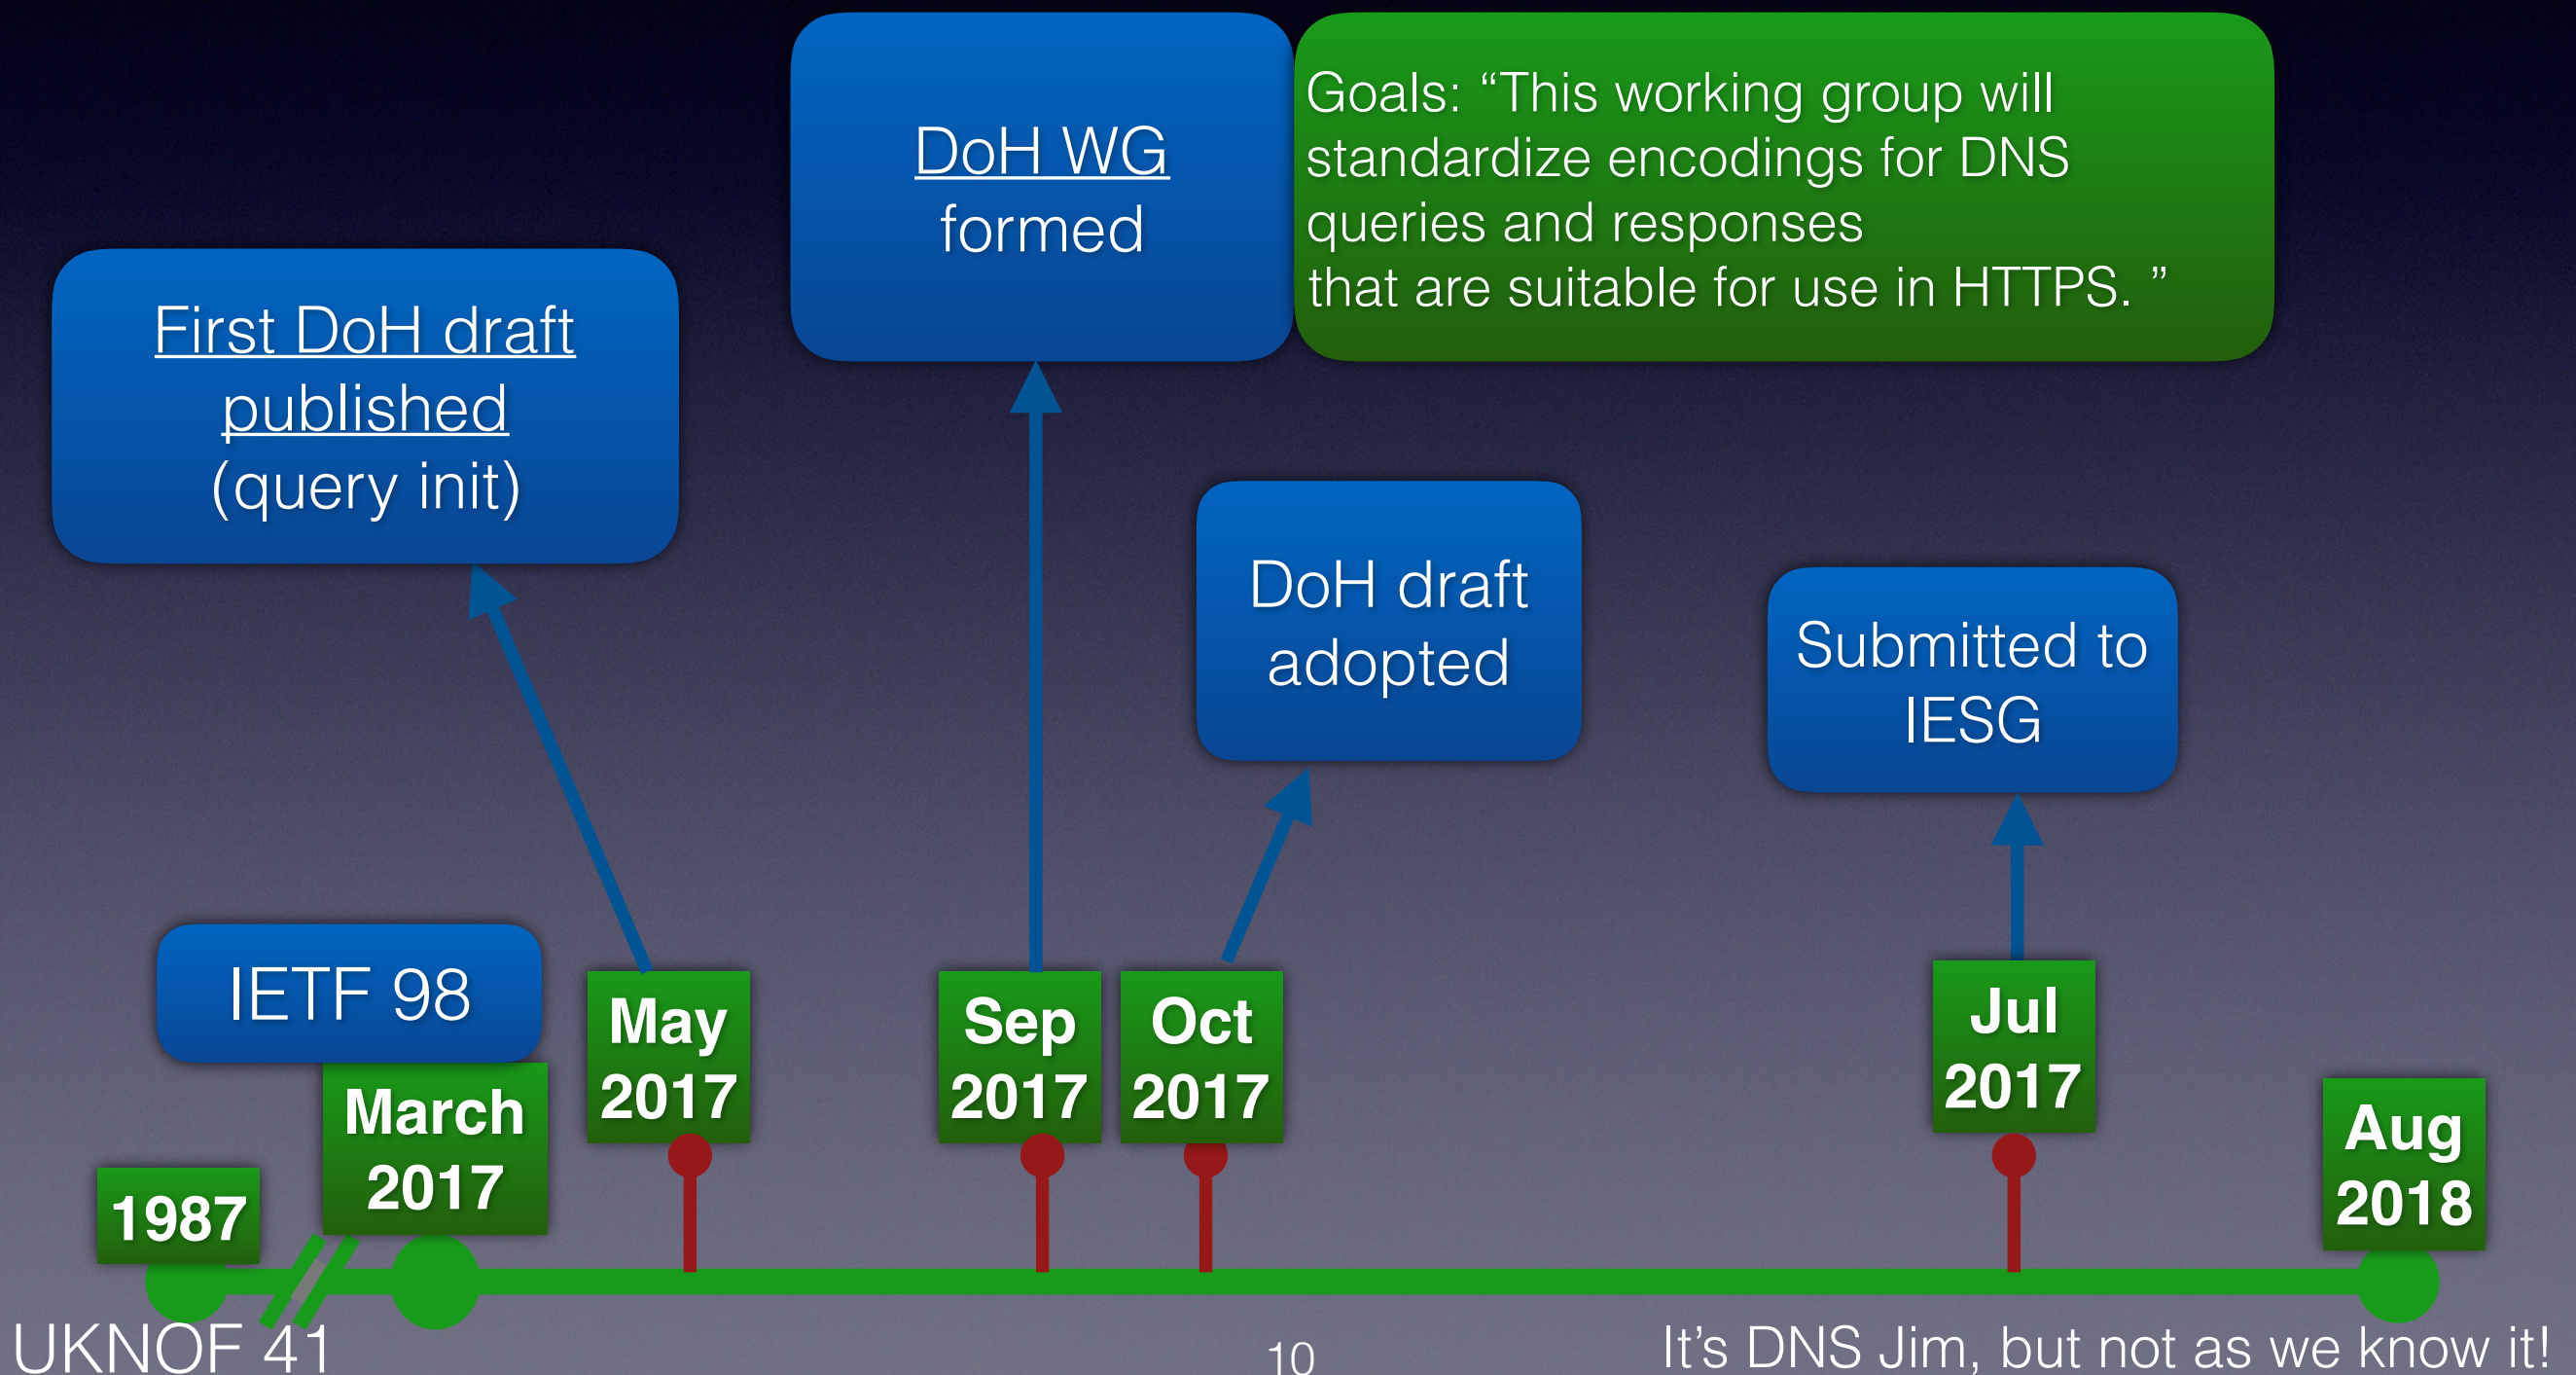 DoH WG
formed
Goals: “This working group will
standardize encodings for DNS
queries and responses
that are suitable for use in HTTPS. ”
First DoH draft
published
(query init)
DoH draft
adopted
Submitted to
IESG
IETF 98
1987
March
2017
May
2017
Sep
2017
Oct
2017
Jul
2017
Aug
2018
UKNOF 41
10
It’s DNS Jim, but not as we know it!